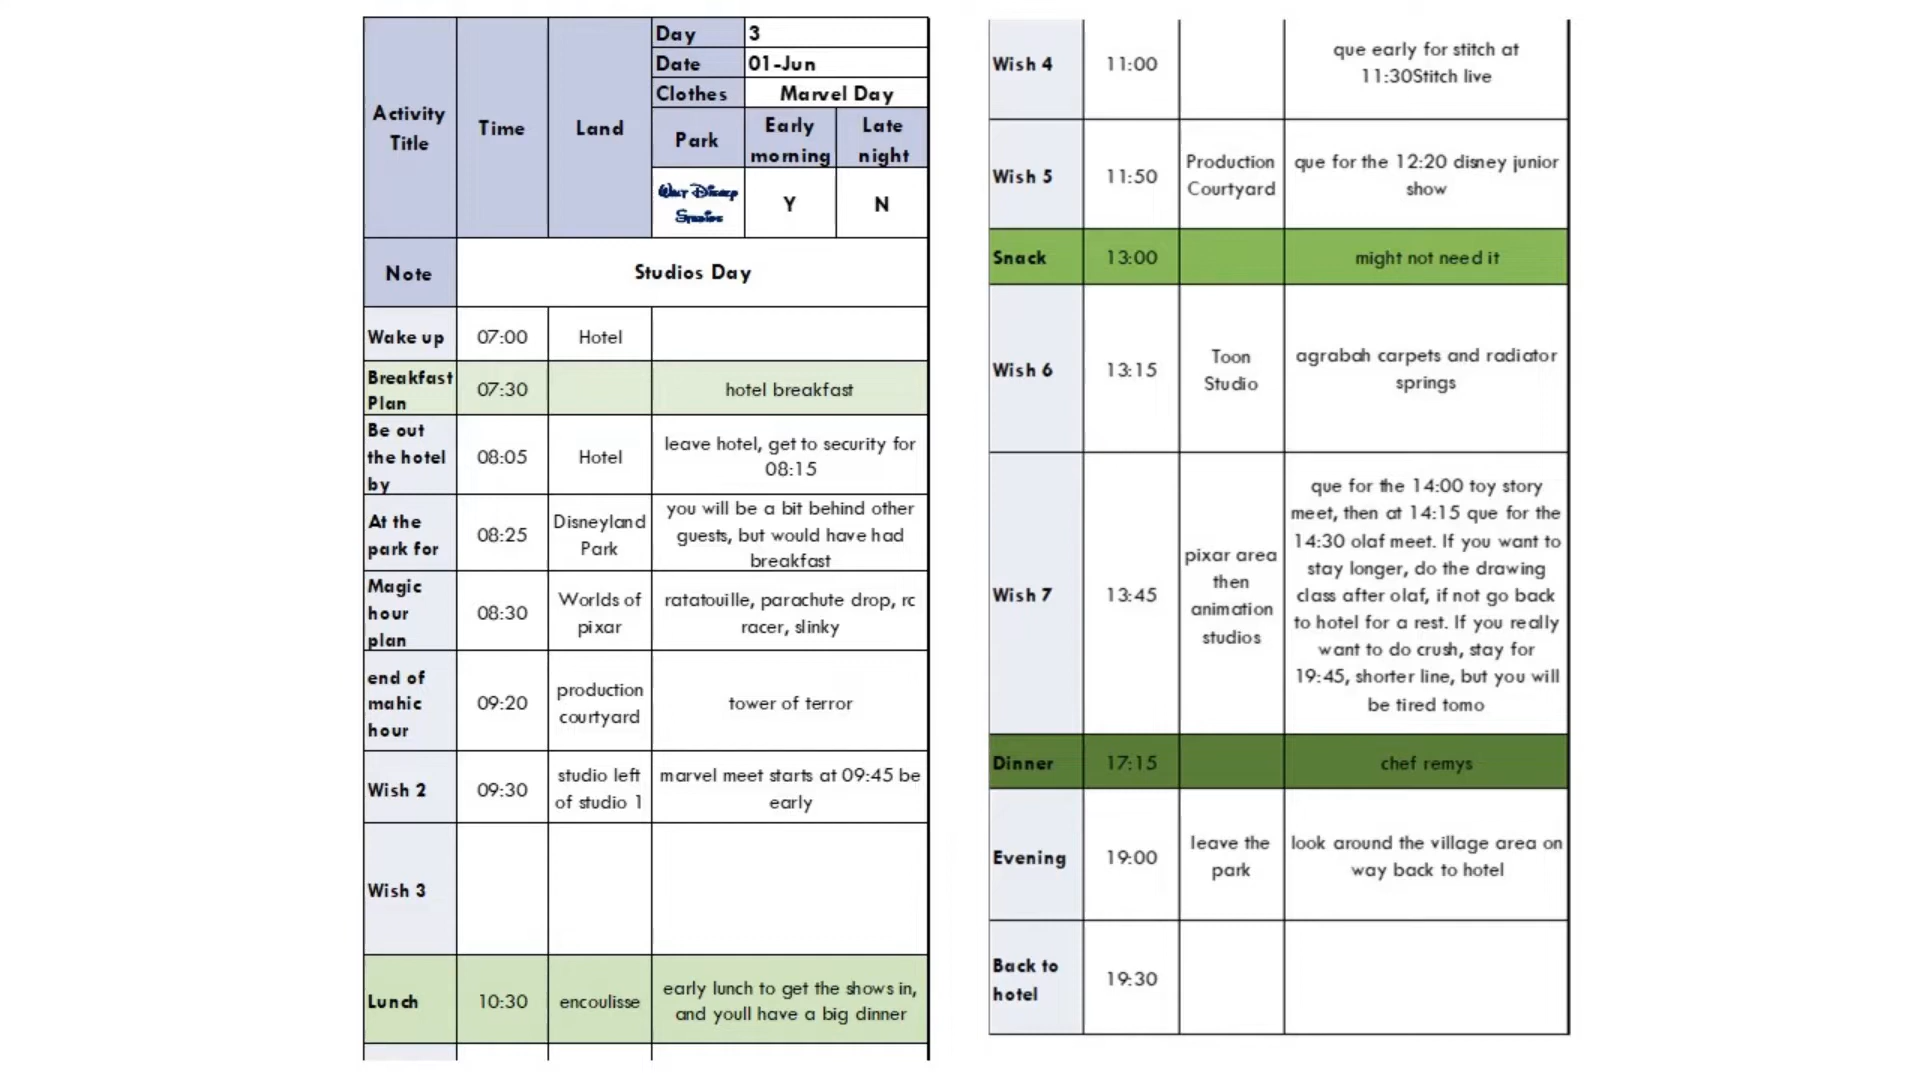 Activity
Title
Time
Land
Day
3
Date
01-Jun
Clothes
Marvel Day
Park
Early
morning
Late
night
Walt Disney
Studios
Y
N
Note
Studios Day
Wake up
07:00
Hotel
Breakfast
Plan
07:30
hotel breakfast
Be out
the hotel
by
08:05
Hotel
leave hotel, get to security for
08:15
At the
park for
08:25
Disneyland
Park
you will be a bit behind other
guests, but would have had
breakfast
Magic
hour
plan
08:30
Worlds of
pixar
ratatouille, parachute drop, rc
racer, slinky
end of
mahic
hour
09:20
production
courtyard
tower of terror
Wish 2
09:30
studio left
of studio 1
marvel meet starts at 09:45 be
early
Wish 3
Lunch
10:30
encoulisse
early lunch to get the shows in,
and youll have a big dinner
Wish 4
11:00
que early for stitch at
11:30Stitch live
Wish 5
11:50
Production
Courtyard
que for the 12:20 disney junior
show
Snack
13:00
might not need it
Wish 6
13:15
Toon
Studio
agrabah carpets and radiator
springs
Wish 7
13:45
pixar area
then
animation
studios
que for the 14:00 toy story
meet, then at 14:15 que for the
14:30 olaf meet. If you want to
stay longer, do the drawing
class after olaf, if not go back
to hotel for a rest. If you really
want to do crush, stay for
19:45, shorter line, but you will
be tired tomo
Dinner
17:15
chef remys
Evening
19:00
leave the
park
look around the village area on
way back to hotel
Back to
hotel
19:30